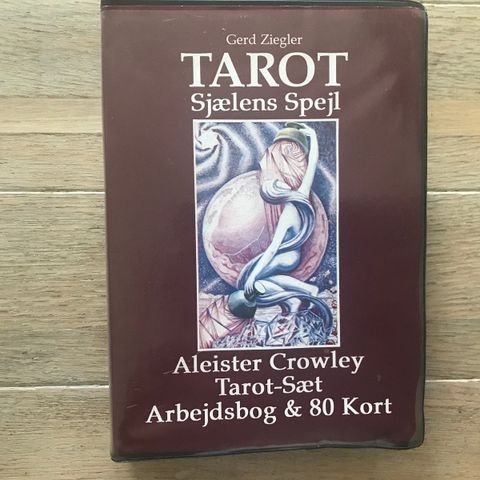 Gerd Ziegler
TAROT
Sjælens Spejl
Aleister Crowley
Tarot-Sæt
Arbejdsbog & 80 Kort